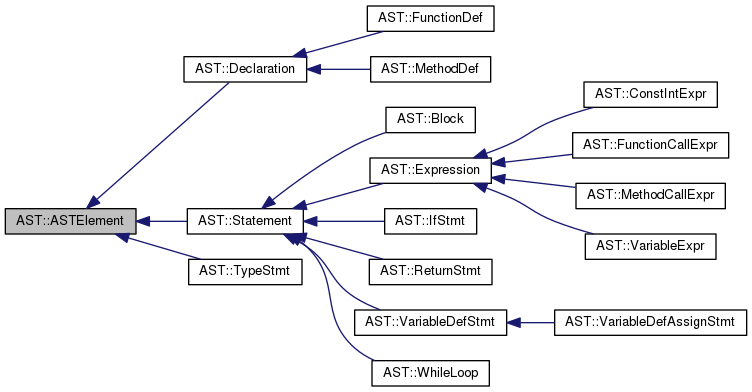 AST::FunctionDef
AST::Declaration
AST::MethodDef
AST::ConstIntExpr
AST::Block
AST::FunctionCallExpr
AST::Expression
AST::MethodCallExpr
AST::ASTElement
AST::Statement
AST::IfStmt
AST::VariableExpr
AST::TypeStmt
AST::ReturnStmt
AST::VariableDefStmt
AST::VariableDefAssignStmt
AST::WhileLoop